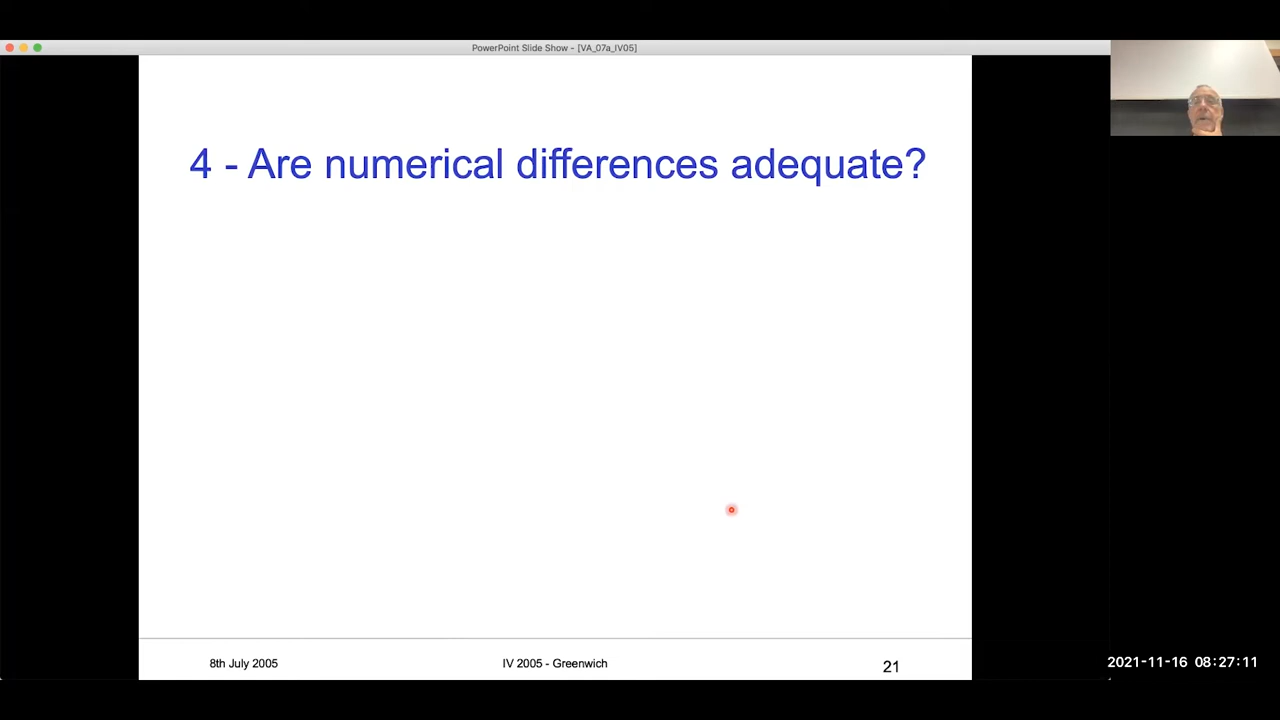 PowerPoint Slide Show - [VA_07a_IV05]
4 - Are numerical differences adequate?
8th July 2005
IV 2005 - Greenwich
21
2021-11-16 08:27:11